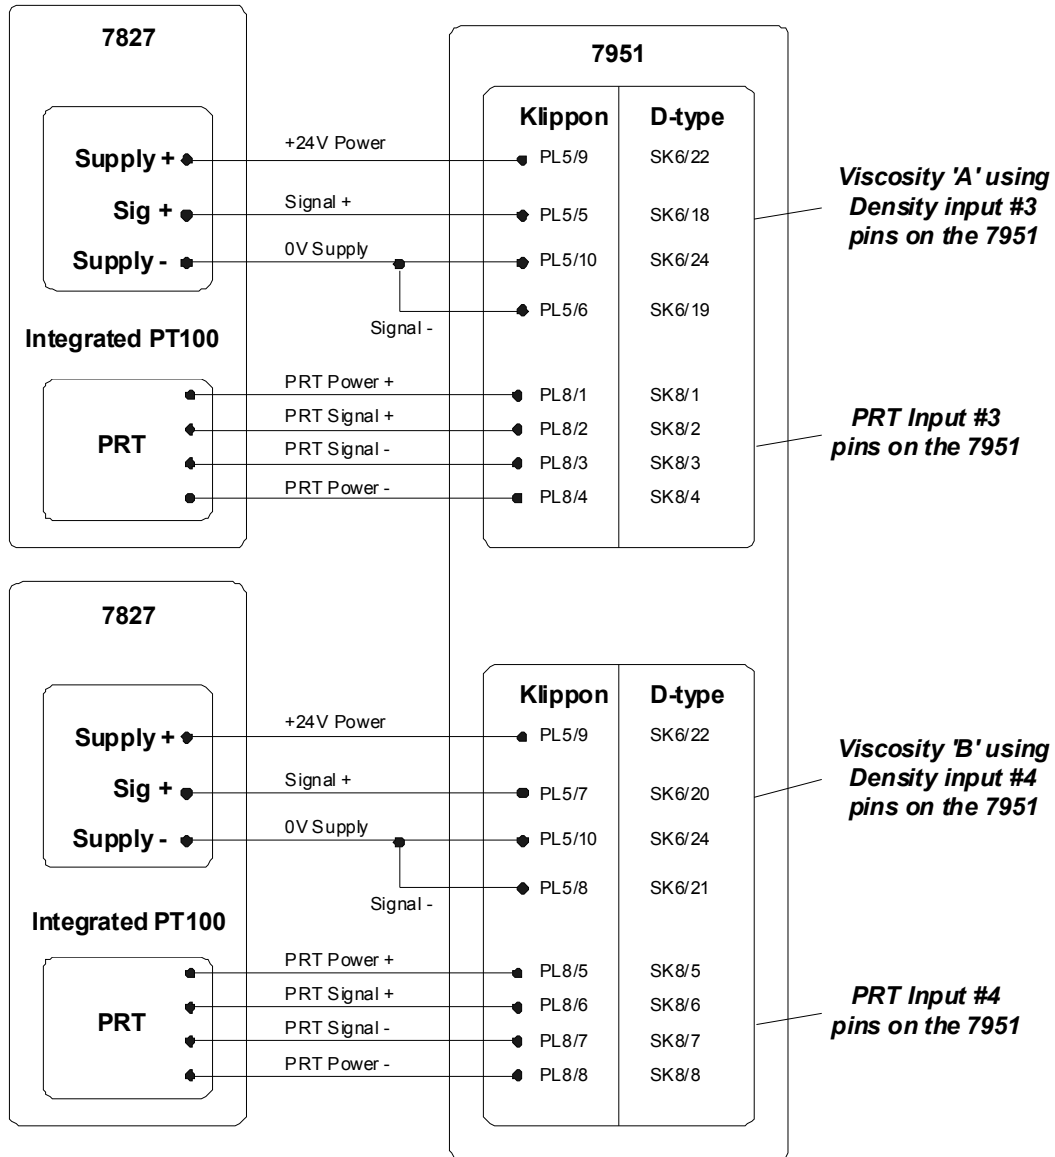 7827
7951
Klippon D-type
Supply + +24V Power PL5/9 SK6/22
Sig + Signal + PL5/5 SK6/18
Supply - 0V Supply PL5/10 SK6/24
Signal - PL5/6 SK6/19
Viscosity 'A' using
Density input #3
pins on the 7951
Integrated PT100
PRT
PRT Power + PL8/1 SK8/1
PRT Signal + PL8/2 SK8/2
PRT Signal - PL8/3 SK8/3
PRT Power - PL8/4 SK8/4
PRT Input #3
pins on the 7951
7827
Klippon D-type
Supply + +24V Power PL5/9 SK6/22
Sig + Signal + PL5/7 SK6/20
Supply - 0V Supply PL5/10 SK6/24
Signal - PL5/8 SK6/21
Viscosity 'B' using
Density input #4
pins on the 7951
Integrated PT100
PRT
PRT Power + PL8/5 SK8/5
PRT Signal + PL8/6 SK8/6
PRT Signal - PL8/7 SK8/7
PRT Power - PL8/8 SK8/8
PRT Input #4
pins on the 7951